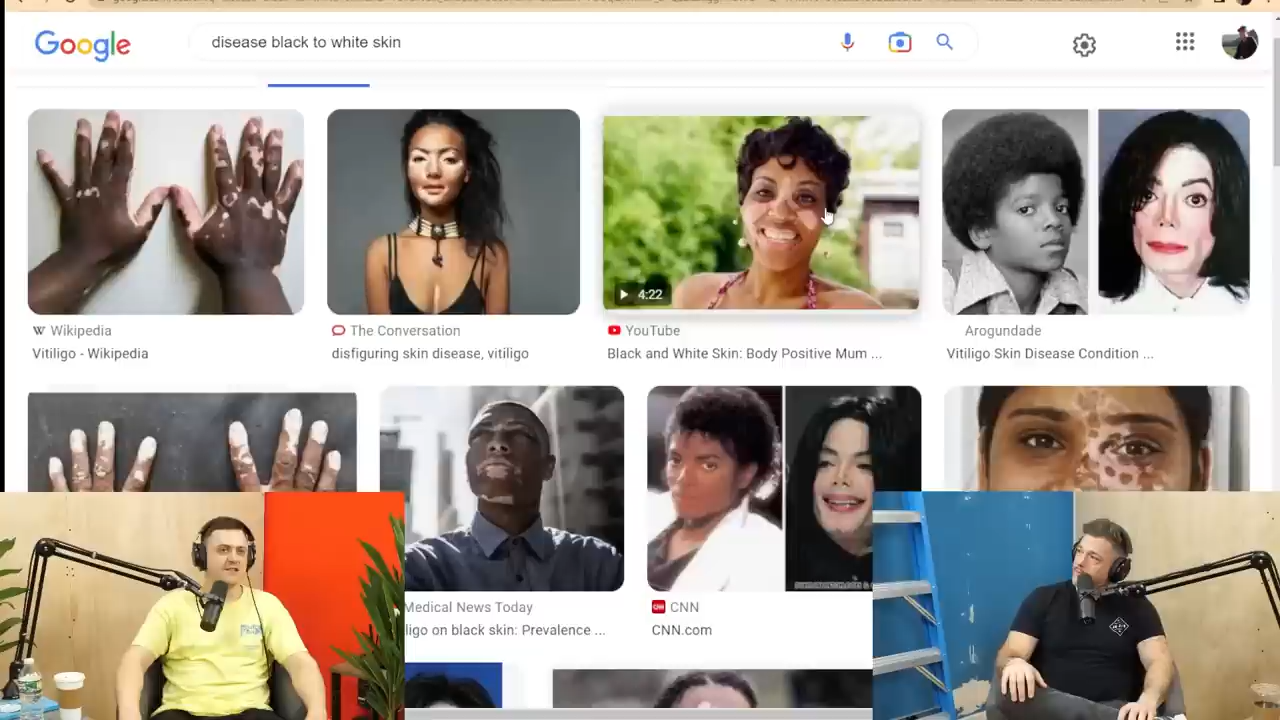 Google
disease black to white skin
4:22
W Wikipedia
Vitiligo - Wikipedia
The Conversation
disfiguring skin disease, vitiligo
YouTube
Black and White Skin: Body Positive Mum ...
Arogundade
Vitiligo Skin Disease Condition ...
Medical News Today
ligo on black skin: Prevalence ...
CNN
CNN.com